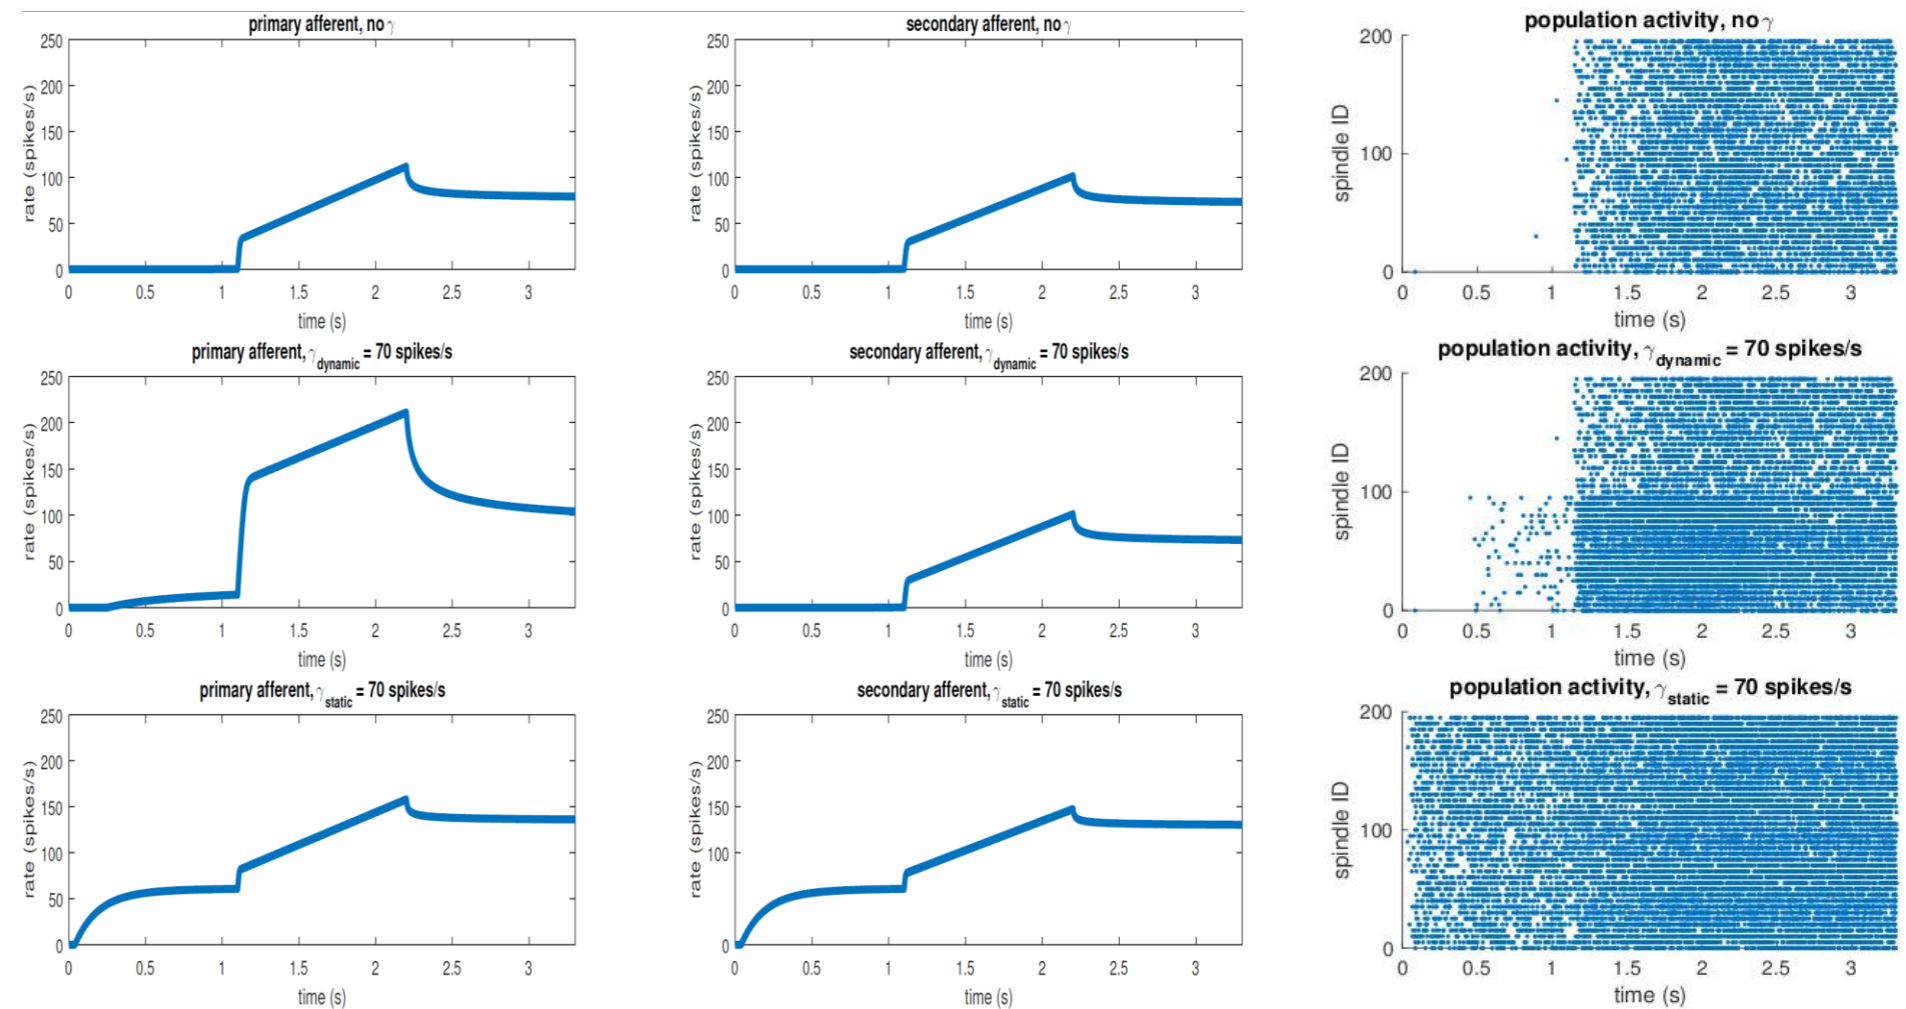 primary afferent, no γ
250
200
150
100
50
0
rate (spikes/s)
0 0.5 1 1.5 2 2.5 3
time (s)
secondary afferent, no γ
250
200
150
100
50
0
rate (spikes/s)
0 0.5 1 1.5 2 2.5 3
time (s)
population activity, no γ
200
100
0
spindle ID
0 0.5 1 1.5 2 2.5 3
time (s)
primary afferent, γdynamic = 70 spikes/s
250
200
150
100
50
0
rate (spikes/s)
0 0.5 1 1.5 2 2.5 3
time (s)
secondary afferent, γdynamic = 70 spikes/s
250
200
150
100
50
0
rate (spikes/s)
0 0.5 1 1.5 2 2.5 3
time (s)
population activity, γdynamic = 70 spikes/s
200
100
0
spindle ID
0 0.5 1 1.5 2 2.5 3
time (s)
primary afferent, γstatic = 70 spikes/s
250
200
150
100
50
0
rate (spikes/s)
0 0.5 1 1.5 2 2.5 3
time (s)
secondary afferent, γstatic = 70 spikes/s
250
200
150
100
50
0
rate (spikes/s)
0 0.5 1 1.5 2 2.5 3
time (s)
population activity, γstatic = 70 spikes/s
200
100
0
spindle ID
0 0.5 1 1.5 2 2.5 3
time (s)